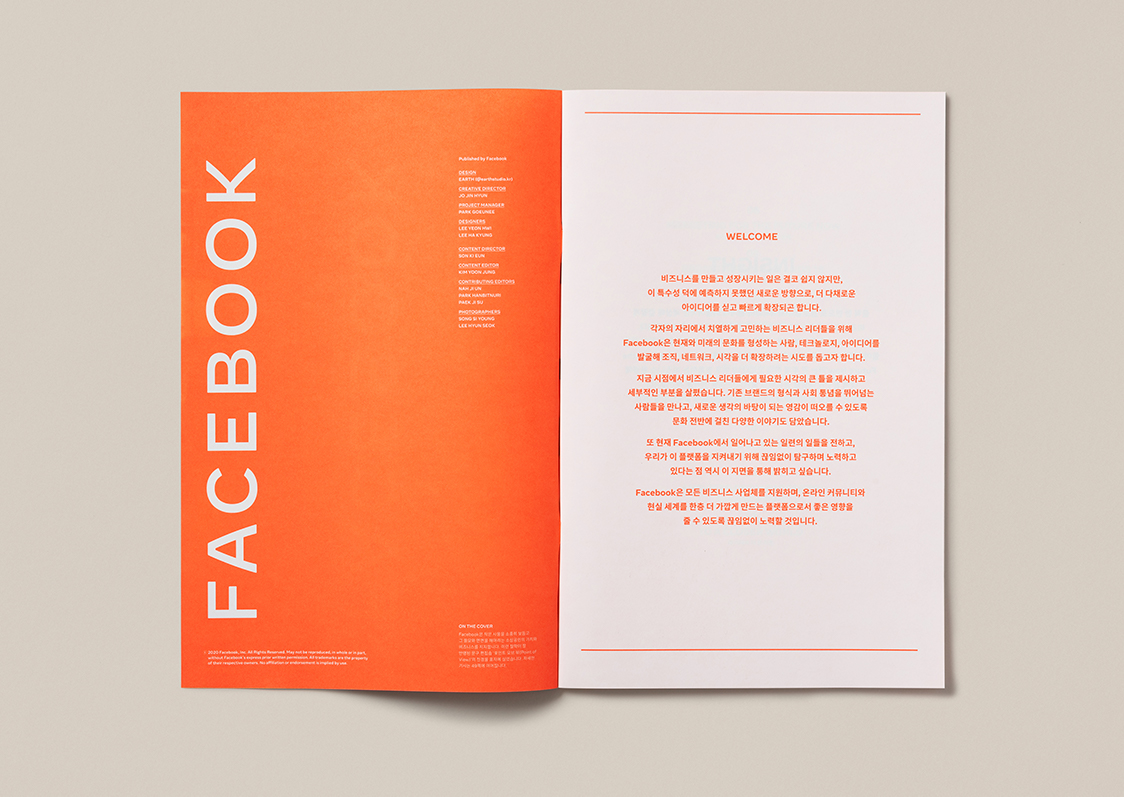 FACEBOOK
Published by Facebook
DESIGN
EARTH (@earthstudio.kr)
CREATIVE DIRECTOR
JO JIN HYUN
PROJECT MANAGER
PARK GOEUNBE
DESIGNERS
LEE YEON HWI
LEE HA KYUNG
CONTENT DIRECTOR
SON KI EUN
CONTENT EDITOR
KIM YOON JUNG
CONTRIBUTING EDITORS
NAH JI UN
PARK HANBITNURI
PAEK JI SU
PHOTOGRAPHERS
SONG SI YOUNG
LEE HYUN SEOK
ON THE COVER:
© 2020 Facebook, Inc. All Rights Reserved. May not be reproduced, in whole or in part,
without Facebook's express prior written permission. All trademarks are the property
of their respective owners. No affiliation or endorsement is implied by use.
WELCOME
비즈니스를 만들고 성장시키는 일은 결코 쉽지 않지만,
이 특수성 덕에 예측하지 못했던 새로운 방향으로, 더 다채로운
아이디어를 싣고 빠르게 확장되곤 합니다.
각자의 자리에서 치열하게 고민하는 비즈니스 리더들을 위해
Facebook은 현재와 미래의 문화를 형성하는 사람, 테크놀로지, 아이디어를
발굴해 조직, 네트워크, 시각을 더 확장하려는 시도를 돕고자 합니다.
지금 시점에서 비즈니스 리더들에게 필요한 시각의 큰 틀을 제시하고
세부적인 부분을 살폈습니다. 기존 브랜드의 형식과 사회 통념을 뛰어넘는
사람들을 만나고, 새로운 생각의 바탕이 되는 영감이 떠오를 수 있도록
문화 전반에 걸친 다양한 이야기도 담았습니다.
또 현재 Facebook에서 일어나고 있는 일련의 일들을 전하고,
우리가 이 플랫폼을 지켜내기 위해 끊임없이 탐구하며 노력하고
있다는 점 역시 이 지면을 통해 밝히고 싶습니다.
Facebook은 모든 비즈니스 사업체를 지원하며, 온라인 커뮤니티와
현실 세계를 한층 더 가깝게 만드는 플랫폼으로서 좋은 영향을
줄 수 있도록 끊임없이 노력할 것입니다.